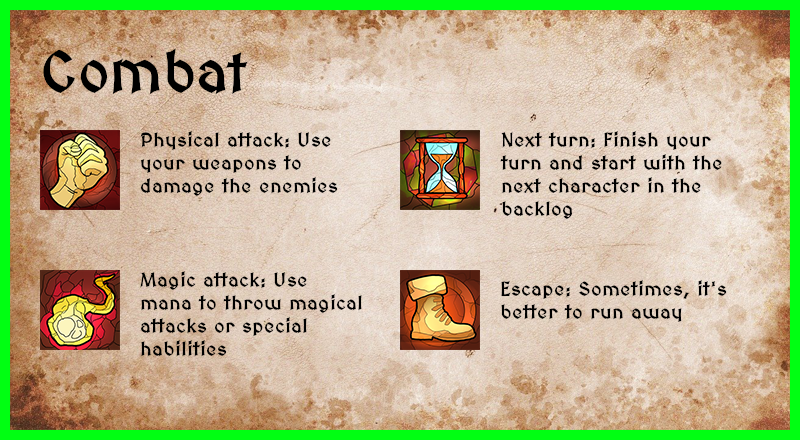 Combat
Physical attack: Use
your weapons to
damage the enemies
Next turn: Finish your
turn and start with the
next character in the
backlog
Magic attack: Use
mana to throw magical
attacks or special
habilities
Escape: Sometimes, it's
better to run away